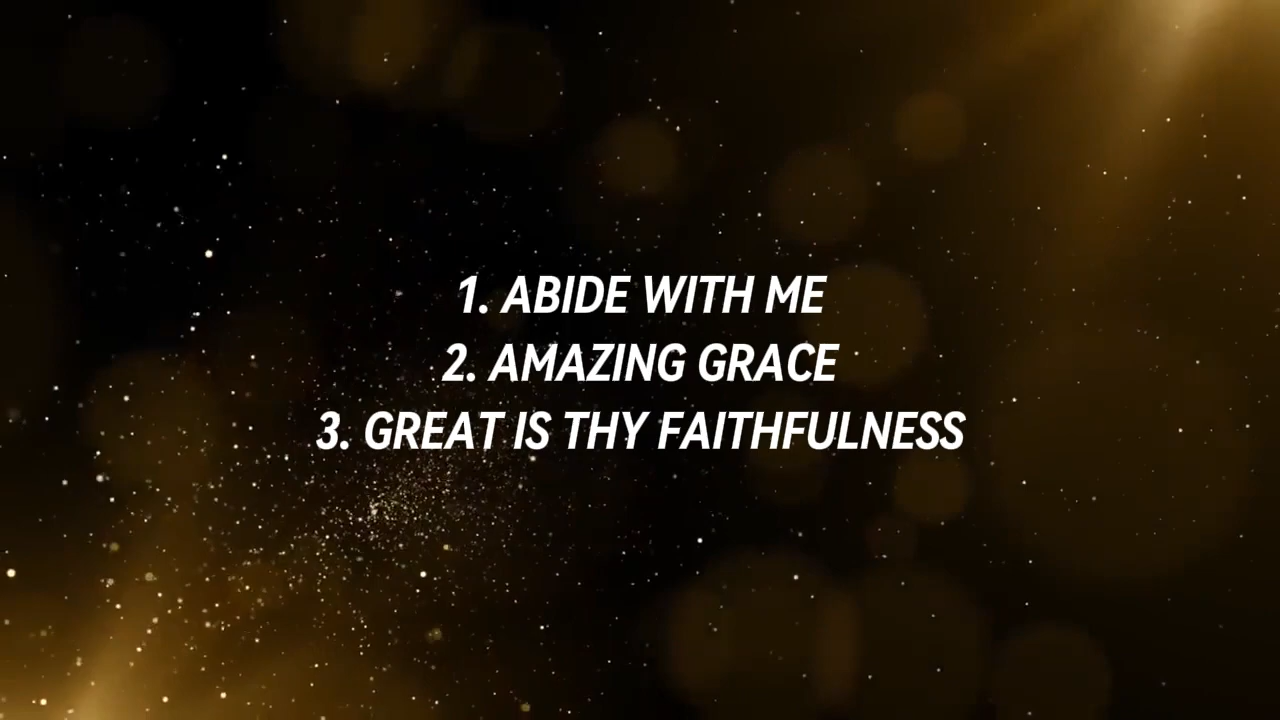 1. ABIDE WITH ME
2. AMAZING GRACE
3. GREAT IS THY FAITHFULNESS